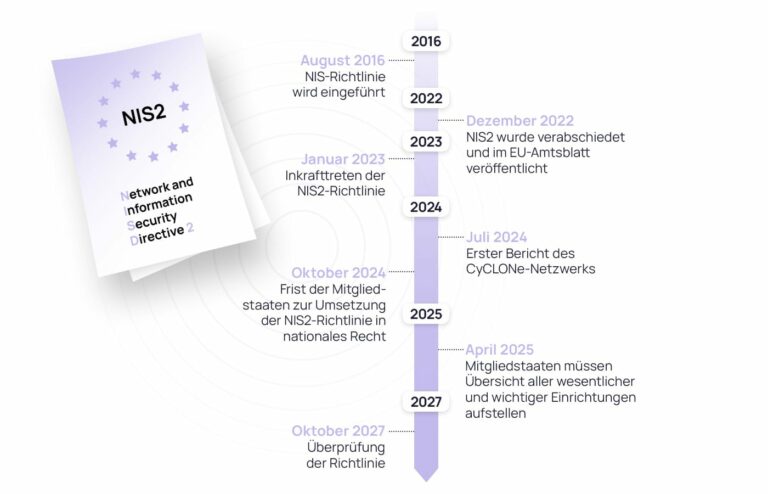 NIS2
Network and
Information
Security
Directive 2
2016
August 2016
NIS-Richtlinie
wird eingeführt
2022
Dezember 2022
NIS2 wurde verabschiedet
und im EU-Amtsblatt
veröffentlicht
2023
Januar 2023
Inkrafttreten der
NIS2-Richtlinie
2024
Juli 2024
Erster Bericht des
CyCLONe-Netzwerks
Oktober 2024
Frist der Mitglied-
staaten zur Umsetzung
der NIS2-Richtlinie in
nationales Recht
2025
April 2025
Mitgliedstaaten müssen
Übersicht aller wesentlicher
und wichtiger Einrichtungen
aufstellen
2027
Oktober 2027
Überprüfung
der Richtlinie